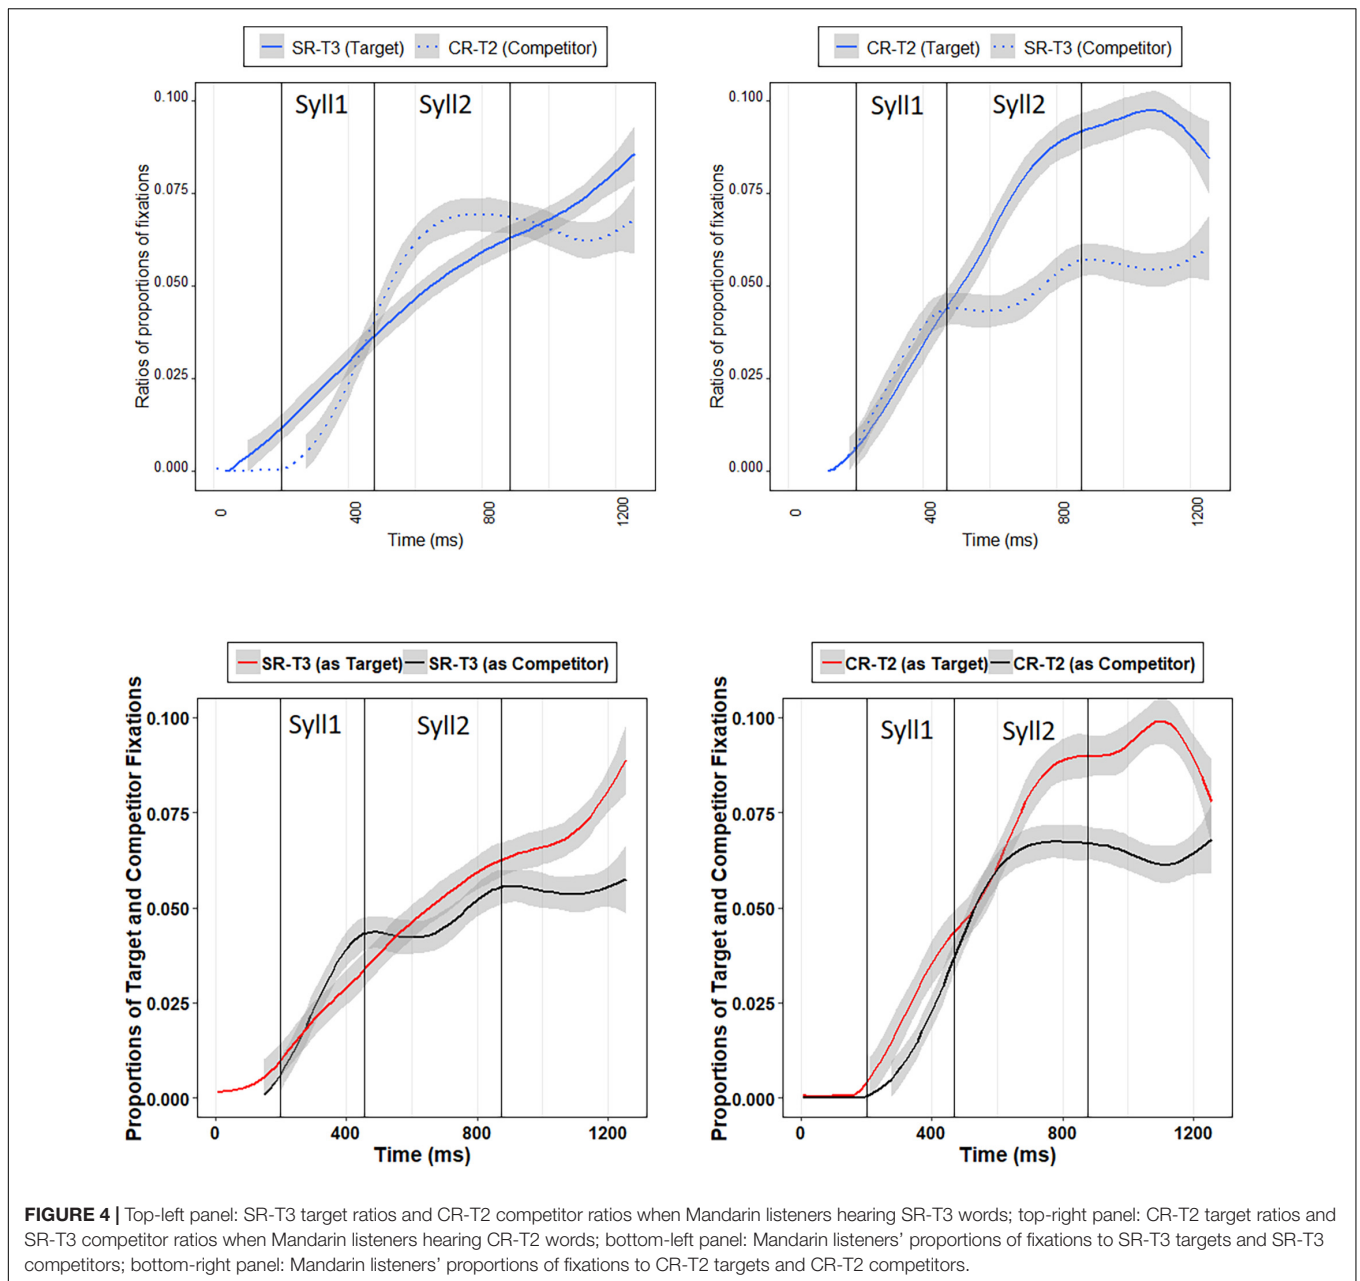 SR-T3 (Target) CR-T2 (Competitor)
Syll1 Syll2
Ratios of proportions of fixations
0.100
0.075
0.050
0.025
0.000
0 400 800 1200
Time (ms)
CR-T2 (Target) SR-T3 (Competitor)
Syll1 Syll2
Ratios of proportions of fixations
0.100
0.075
0.050
0.025
0.000
0 400 800 1200
Time (ms)
SR-T3 (as Target) SR-T3 (as Competitor)
Syll1 Syll2
Proportions of Target and Competitor Fixations
0.100
0.075
0.050
0.025
0.000
0 400 800 1200
Time (ms)
CR-T2 (as Target) CR-T2 (as Competitor)
Syll1 Syll2
Proportions of Target and Competitor Fixations
0.100
0.075
0.050
0.025
0.000
0 400 800 1200
Time (ms)
FIGURE 4 | Top-left panel: SR-T3 target ratios and CR-T2 competitor ratios when Mandarin listeners hearing SR-T3 words; top-right panel: CR-T2 target ratios and
SR-T3 competitor ratios when Mandarin listeners hearing CR-T2 words; bottom-left panel: Mandarin listeners' proportions of fixations to SR-T3 targets and SR-T3
competitors; bottom-right panel: Mandarin listeners' proportions of fixations to CR-T2 targets and CR-T2 competitors.